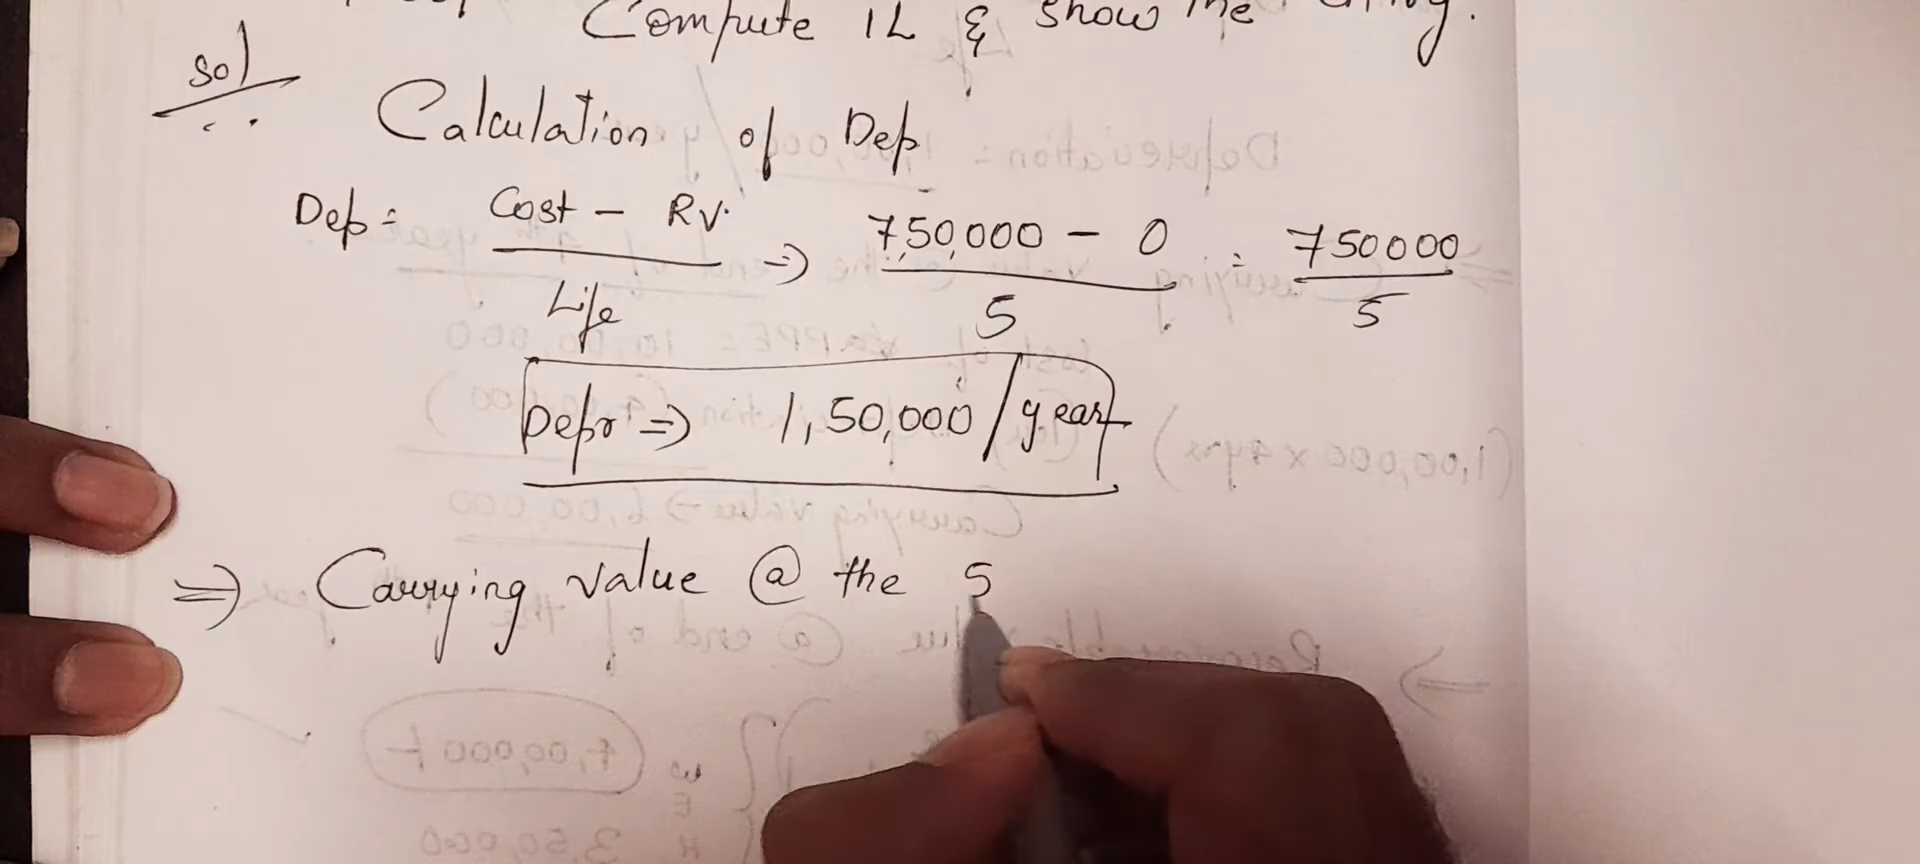 Compute IL & show the entry.
Sol
Calculation of Dep
Dep = Cost - RV. / Life => 7,50,000 - 0 / 5 = 750000 / 5
Depr => 1,50,000 / year
=> Carrying value @ the 5